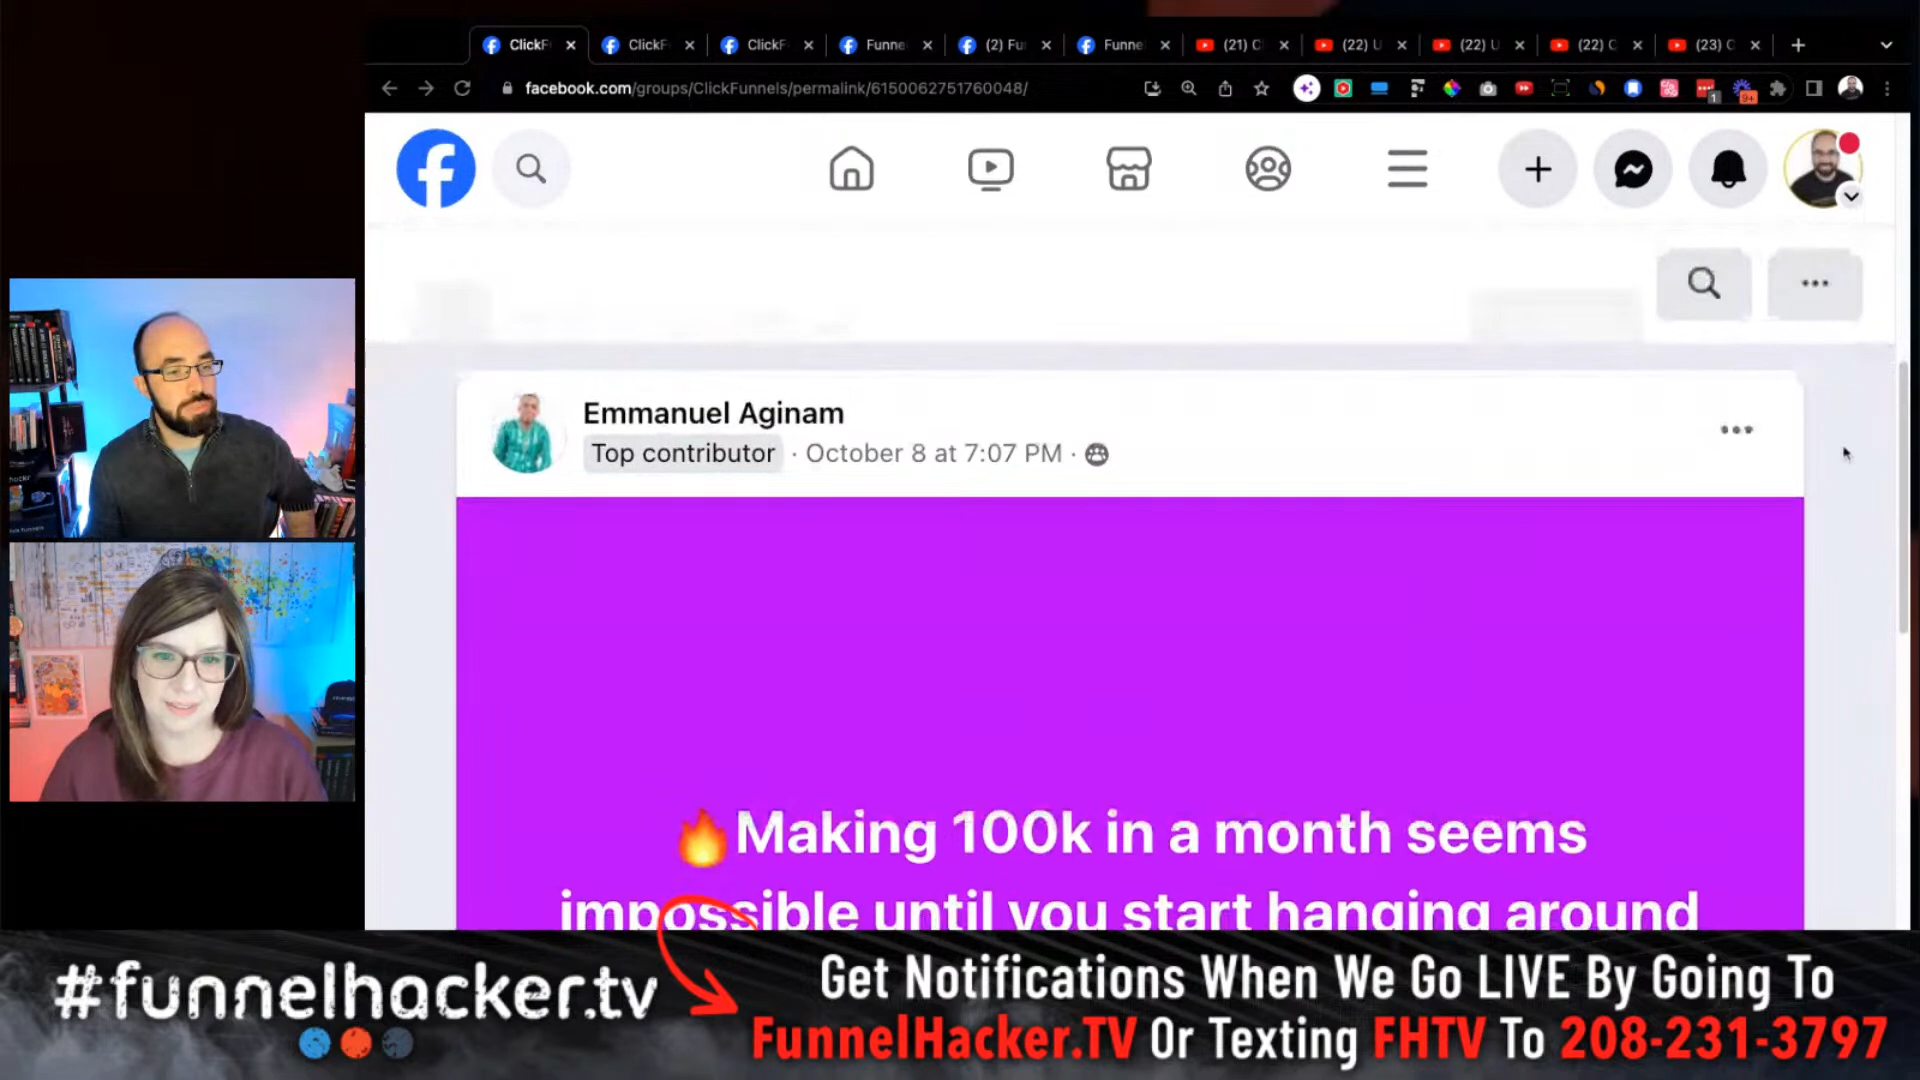 ClickF
ClickF
ClickF
Funne
(2) Fu
Funne
(21) C
(22) U
(22) U
(22) C
(23) C
facebook.com/groups/ClickFunnels/permalink/6150062751760048/
1
9+
Emmanuel Aginam
Top contributor · October 8 at 7:07 PM ·
🔥Making 100k in a month seems
impossible until you start hanging around
#funnelhacker.tv
Get Notifications When We Go LIVE By Going To
FunnelHacker.TV Or Texting FHTV To 208-231-3797